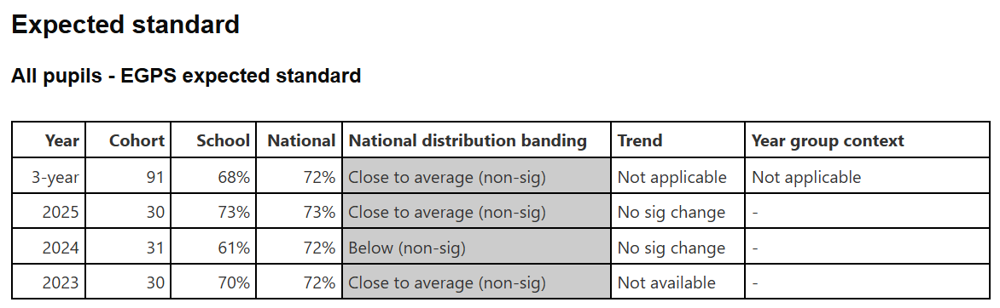 Expected standard
All pupils - EGPS expected standard
Year Cohort School National National distribution banding Trend Year group context
3-year 91 68% 72% Close to average (non-sig) Not applicable Not applicable
2025 30 73% 73% Close to average (non-sig) No sig change -
2024 31 61% 72% Below (non-sig) No sig change -
2023 30 70% 72% Close to average (non-sig) Not available -